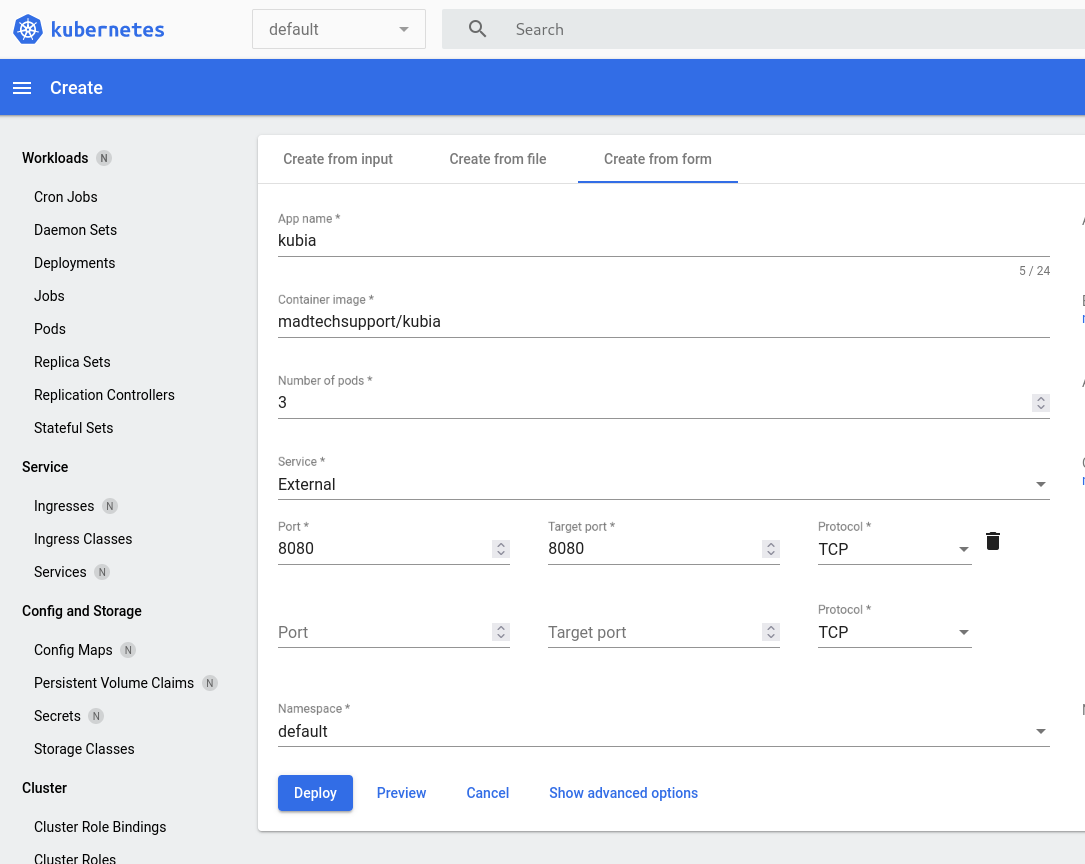 kubernetes
default
Search
Create
Workloads N
Cron Jobs
Daemon Sets
Deployments
Jobs
Pods
Replica Sets
Replication Controllers
Stateful Sets
Service
Ingresses N
Ingress Classes
Services N
Config and Storage
Config Maps N
Persistent Volume Claims N
Secrets N
Storage Classes
Cluster
Cluster Role Bindings
Cluster Roles
Create from input Create from file Create from form
App name *
kubia
5 / 24
Container image *
madtechsupport/kubia
Number of pods *
3
Service *
External
Port * Target port * Protocol *
8080 8080 TCP
Protocol *
Port Target port TCP
Namespace *
default
Deploy Preview Cancel Show advanced options